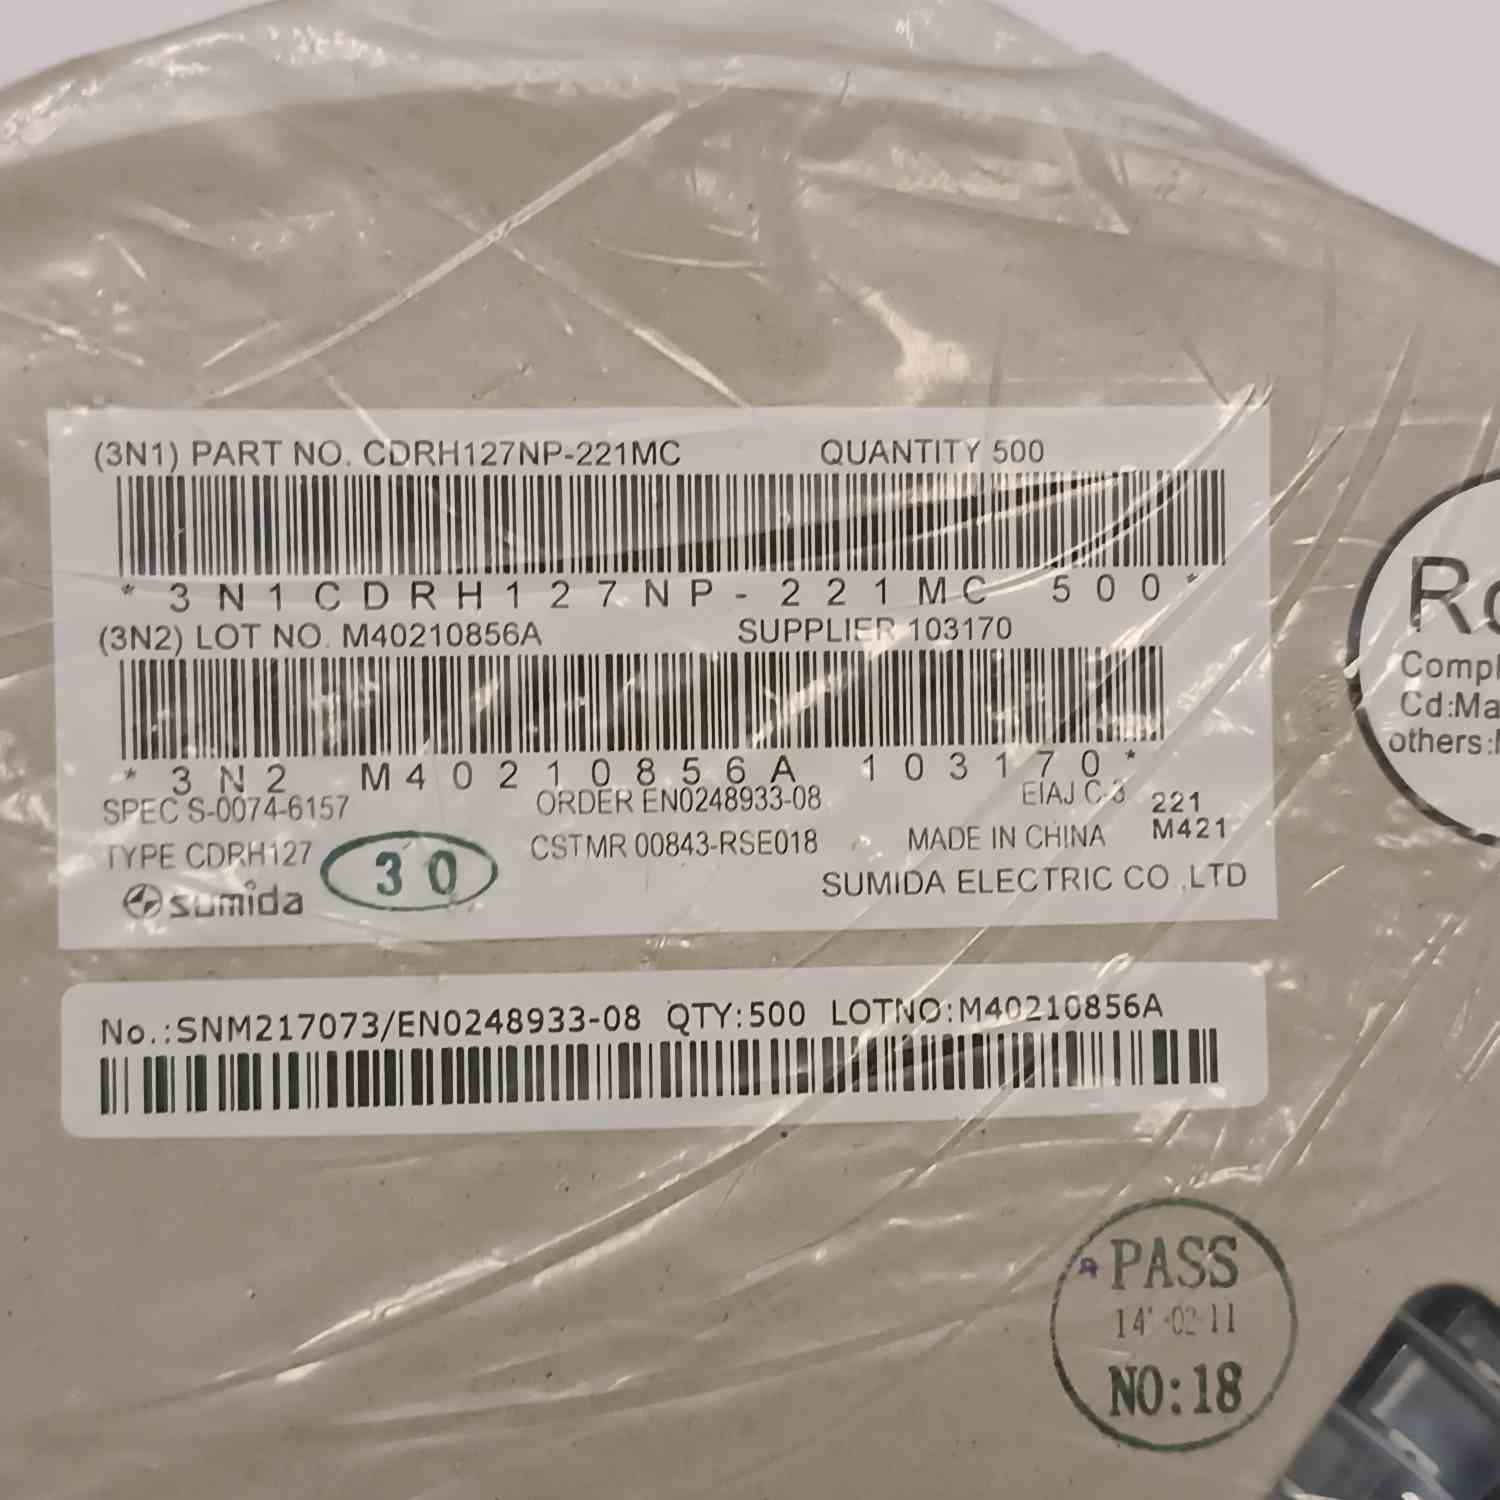 (3N1) PART NO. CDRH127NP-221MC QUANTITY 500
*3N1CDRH127NP-221MC 500*
(3N2) LOT NO. M40210856A SUPPLIER 103170
*3N2 M40210856A 103170*
SPEC S-0074-6157 ORDER EN0248933-08 EIAJ C-3 221
TYPE CDRH127 30 CSTMR 00843-RSE018 MADE IN CHINA M421
sumida SUMIDA ELECTRIC CO.,LTD
No.:SNM217073/EN0248933-08 QTY:500 LOTNO:M40210856A
Cd:Ma
others:
PASS
14'-02-11
NO:18